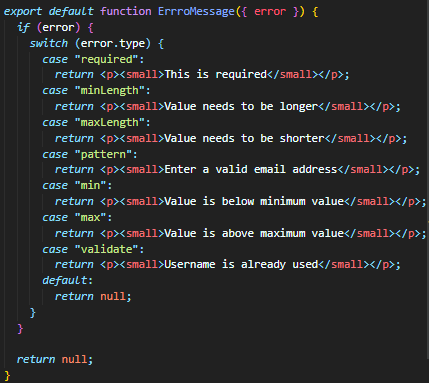 export default function ErrroMessage({ error }) {
  if (error) {
    switch (error.type) {
      case "required":
        return <p><small>This is required</small></p>;
      case "minLength":
        return <p><small>Value needs to be longer</small></p>;
      case "maxLength":
        return <p><small>Value needs to be shorter</small></p>;
      case "pattern":
        return <p><small>Enter a valid email address</small></p>;
      case "min":
        return <p><small>Value is below minimum value</small></p>;
      case "max":
        return <p><small>Value is above maximum value</small></p>;
      case "validate":
        return <p><small>Username is already used</small></p>;
      default:
        return null;
    }
  }

  return null;
}